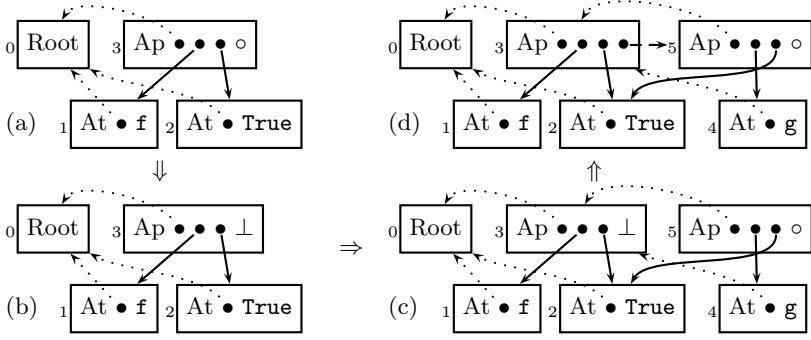 0 Root 3 Ap ● ● ● ○
(a) 1 At ● f 2 At ● True
0 Root 3 Ap ● ● ● ● 5 Ap ● ● ● ○
(d) 1 At ● f 2 At ● True 4 At ● g
⇓ ⇑
0 Root 3 Ap ● ● ● ⊥
(b) 1 At ● f 2 At ● True
⇒
0 Root 3 Ap ● ● ● ⊥ 5 Ap ● ● ● ○
(c) 1 At ● f 2 At ● True 4 At ● g